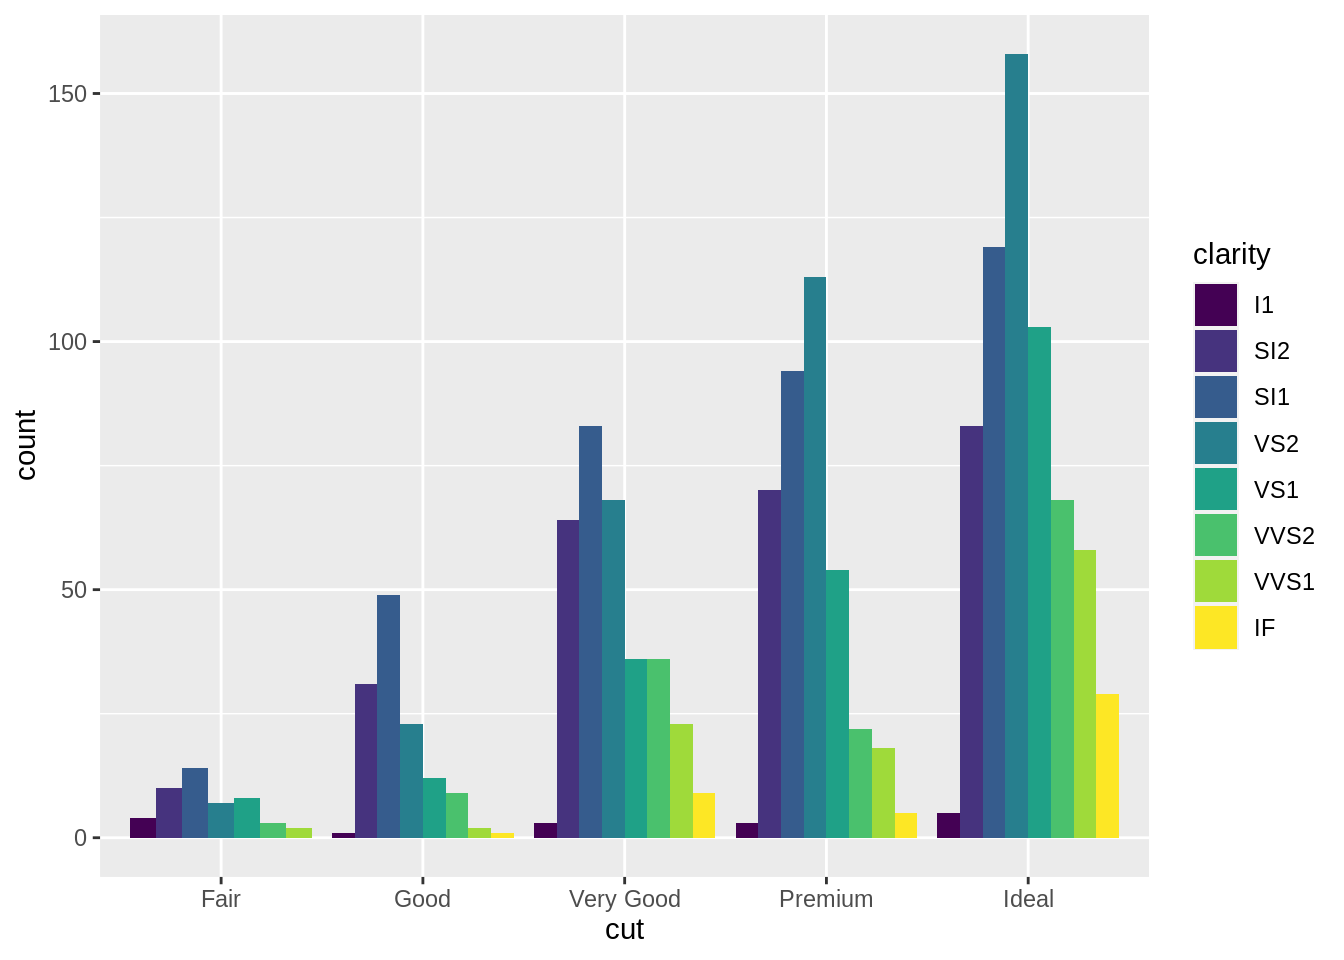 150
100
50
0
count
Fair
Good
Very Good
Premium
Ideal
cut
clarity
I1
SI2
SI1
VS2
VS1
VVS2
VVS1
IF